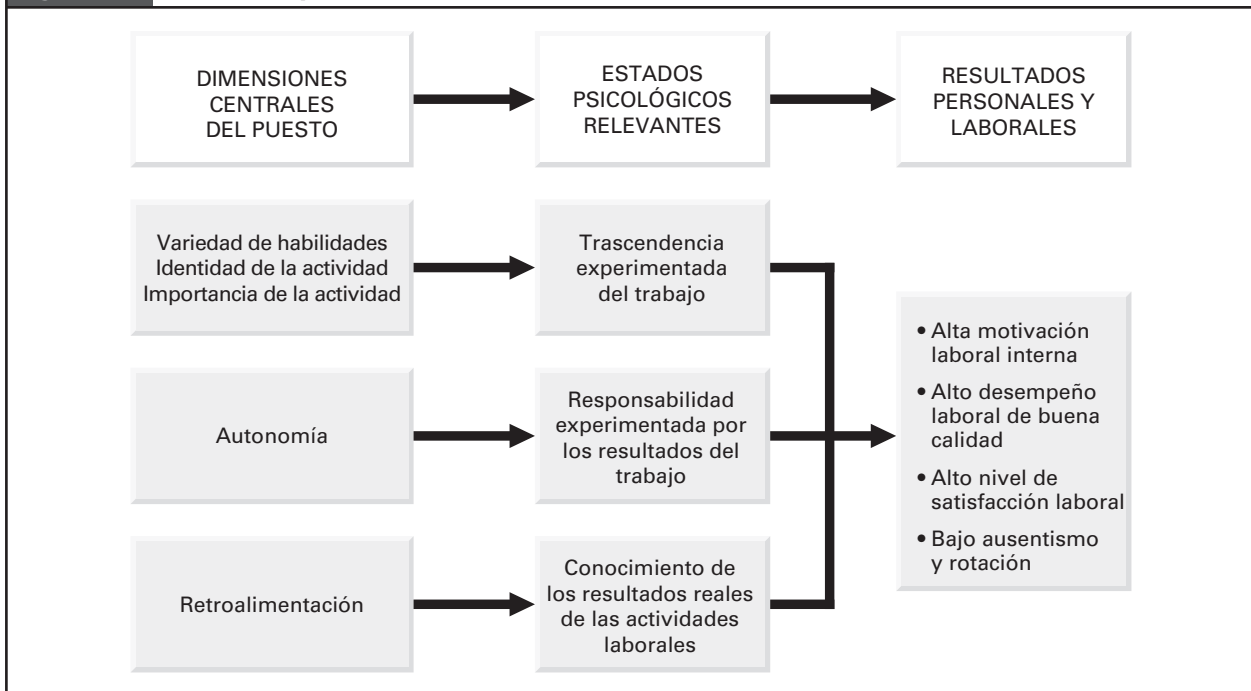 DIMENSIONES
CENTRALES
DEL PUESTO
ESTADOS
PSICOLÓGICOS
RELEVANTES
RESULTADOS
PERSONALES Y
LABORALES
Variedad de habilidades
Identidad de la actividad
Importancia de la actividad
Trascendencia
experimentada
del trabajo
Autonomía
Responsabilidad
experimentada por
los resultados del
trabajo
Retroalimentación
Conocimiento de
los resultados reales
de las actividades
laborales
• Alta motivación
laboral interna
• Alto desempeño
laboral de buena
calidad
• Alto nivel de
satisfacción laboral
• Bajo ausentismo
y rotación